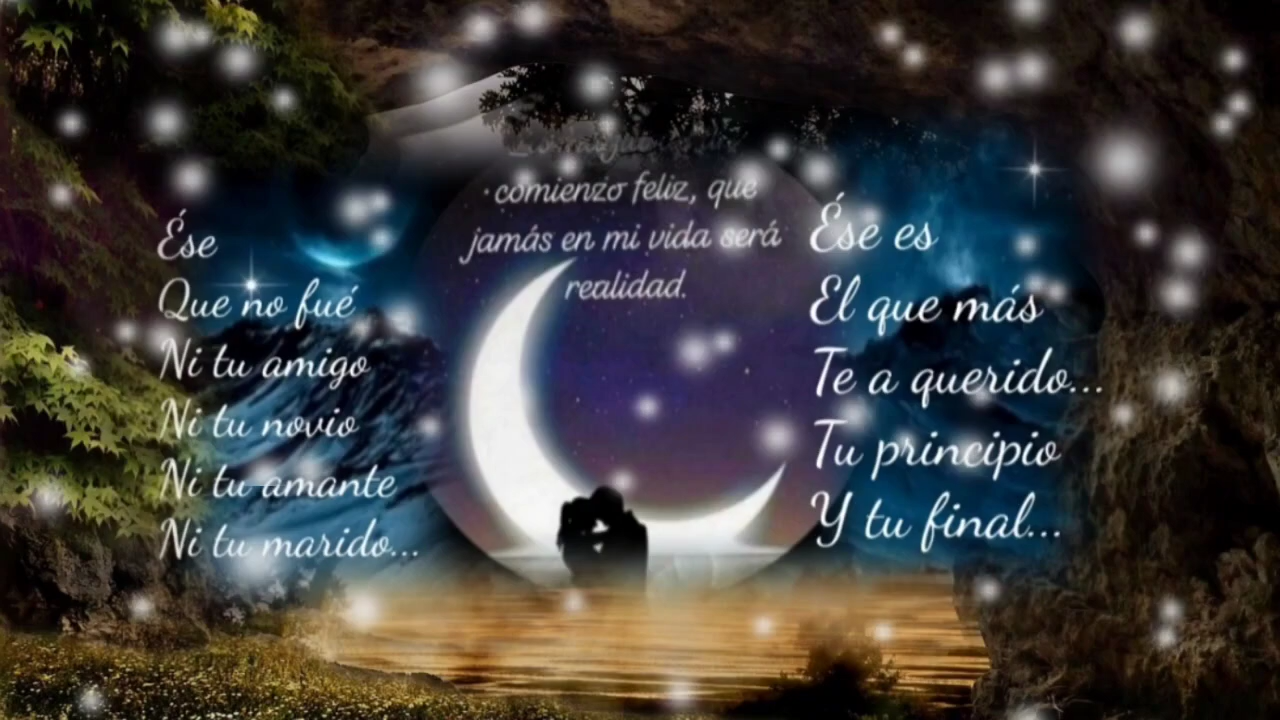 comienzo feliz, que
jamás en mi vida será
realidad.
Ése
Que no fué
Ni tu amigo
Ni tu novio
Ni tu amante
Ni tu marido...
Ése es
El que más
Te a querido...
Tu principio
Y tu final...